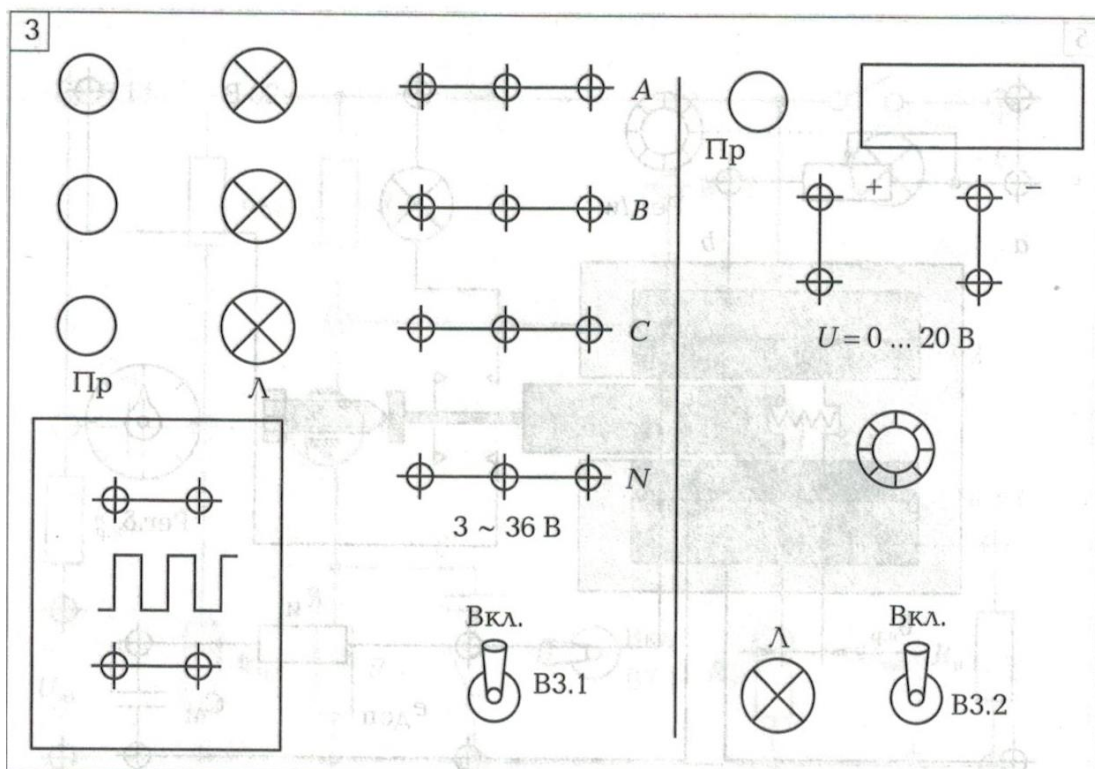 3
A
Пр
B
+ −
C
U = 0 ... 20 В
Пр Л
N
3 ~ 36 В
Вкл.
В3.1
Л
Вкл.
В3.2